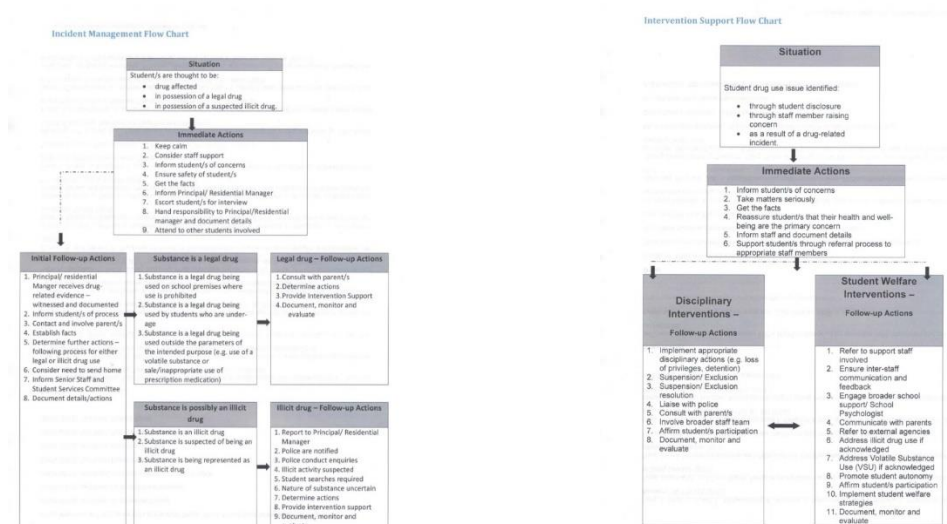 Incident Management Flow Chart
Situation
Student/s are thought to be:
• drug affected
• in possession of a legal drug
• in possession of a suspected illicit drug.
Immediate Actions
1. Keep calm
2. Consider staff support
3. Inform student/s of concerns
4. Ensure safety of student/s
5. Get the facts
6. Inform Principal/ Residential Manager
7. Escort student/s for interview
8. Hand responsibility to Principal/Residential
manager and document details
9. Attend to other students involved
Initial Follow-up Actions
1. Principal/ residential
Manger receives drug-
related evidence –
witnessed and documented
2. Inform student/s of process
3. Contact and involve parent/s
4. Establish facts
5. Determine further actions –
following process for either
legal or illicit drug use
6. Consider need to send home
7. Inform Senior Staff and
Student Services Committee
8. Document details/actions
Substance is a legal drug
1. Substance is a legal drug being
used on school premises where
use is prohibited
2. Substance is a legal drug being
used by students who are under-
age
3. Substance is a legal drug being
used outside the parameters of
the intended purpose (e.g. use of a
volatile substance or
sale/inappropriate use of
prescription medication)
Legal drug – Follow-up Actions
1. Consult with parent/s
2. Determine actions
3. Provide intervention Support
4. Document, monitor and
evaluate
Substance is possibly an illicit
drug
1. Substance is an illicit drug
2. Substance is suspected of being an
illicit drug
3. Substance is being represented as
an illicit drug
Illicit drug – Follow-up Actions
1. Report to Principal/ Residential
Manager
2. Police are notified
3. Police conduct enquiries
4. Illicit activity suspected
5. Student searches required
6. Nature of substance uncertain
7. Determine actions
8. Provide intervention support
9. Document, monitor and
Intervention Support Flow Chart
Situation
Student drug use issue identified:
• through student disclosure
• through staff member raising
concern
• as a result of a drug-related
incident.
Immediate Actions
1. Inform student/s of concerns
2. Take matters seriously
3. Get the facts
4. Reassure student/s that their health and well-
being are the primary concern
5. Inform staff and document details
6. Support student/s through referral process to
appropriate staff members
Disciplinary
Interventions –
Follow-up Actions
1. Implement appropriate
disciplinary actions (e.g. loss
of privileges, detention)
2. Suspension/ Exclusion
3. Suspension/ Exclusion
resolution
4. Liaise with police
5. Consult with parent/s
6. Involve broader staff team
7. Affirm student/s participation
8. Document, monitor and
evaluate
Student Welfare
Interventions –
Follow-up Actions
1. Refer to support staff
involved
2. Ensure inter-staff
communication and
feedback
3. Engage broader school
support/ School
Psychologist
4. Communicate with parents
5. Refer to external agencies
6. Address illicit drug use if
acknowledged
7. Address Volatile Substance
Use (VSU) if acknowledged
8. Promote student autonomy
9. Affirm student/s participation
10. Implement student welfare
strategies
11. Document, monitor and
evaluate